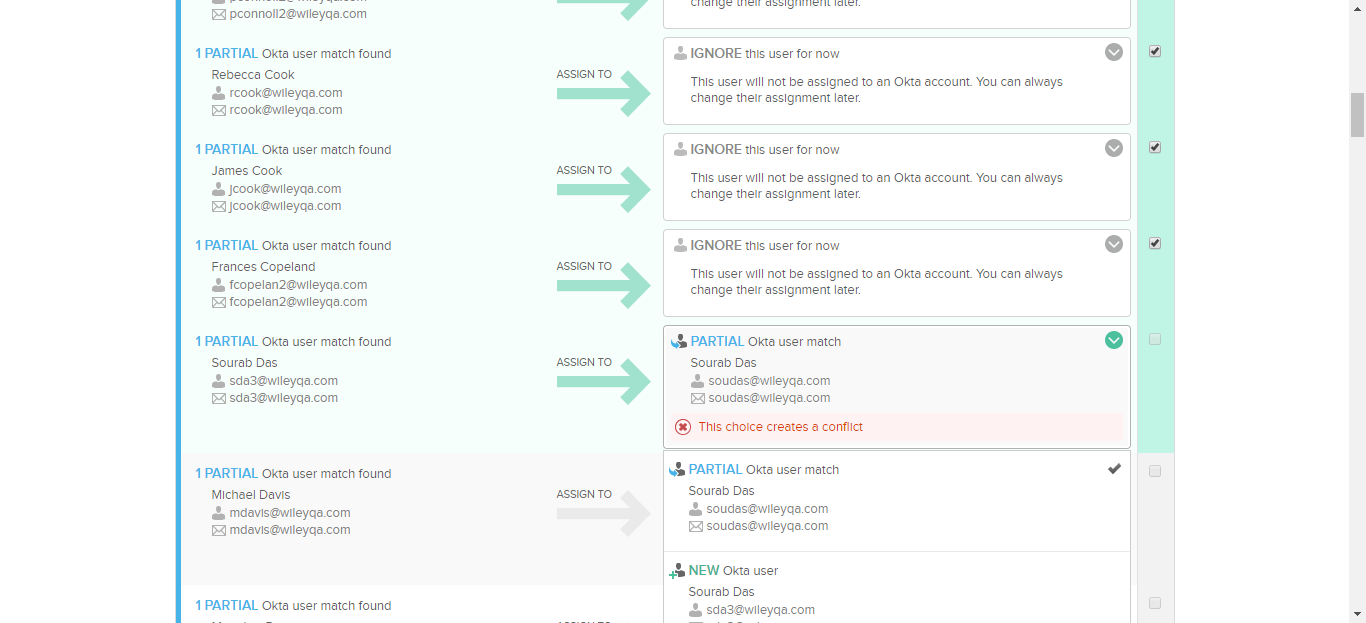 pconnoll2@wileyqa.com
pconnoll2@wileyqa.com
change their assignment later.
1 PARTIAL Okta user match found
Rebecca Cook
rcook@wileyqa.com
rcook@wileyqa.com
ASSIGN TO
IGNORE this user for now
This user will not be assigned to an Okta account. You can always
change their assignment later.
1 PARTIAL Okta user match found
James Cook
jcook@wileyqa.com
jcook@wileyqa.com
ASSIGN TO
IGNORE this user for now
This user will not be assigned to an Okta account. You can always
change their assignment later.
1 PARTIAL Okta user match found
Frances Copeland
fcopelan2@wileyqa.com
fcopelan2@wileyqa.com
ASSIGN TO
IGNORE this user for now
This user will not be assigned to an Okta account. You can always
change their assignment later.
1 PARTIAL Okta user match found
Sourab Das
sda3@wileyqa.com
sda3@wileyqa.com
ASSIGN TO
PARTIAL Okta user match
Sourab Das
soudas@wileyqa.com
soudas@wileyqa.com
This choice creates a conflict
1 PARTIAL Okta user match found
Michael Davis
mdavis@wileyqa.com
mdavis@wileyqa.com
ASSIGN TO
PARTIAL Okta user match
Sourab Das
soudas@wileyqa.com
soudas@wileyqa.com
NEW Okta user
Sourab Das
sda3@wileyqa.com
1 PARTIAL Okta user match found